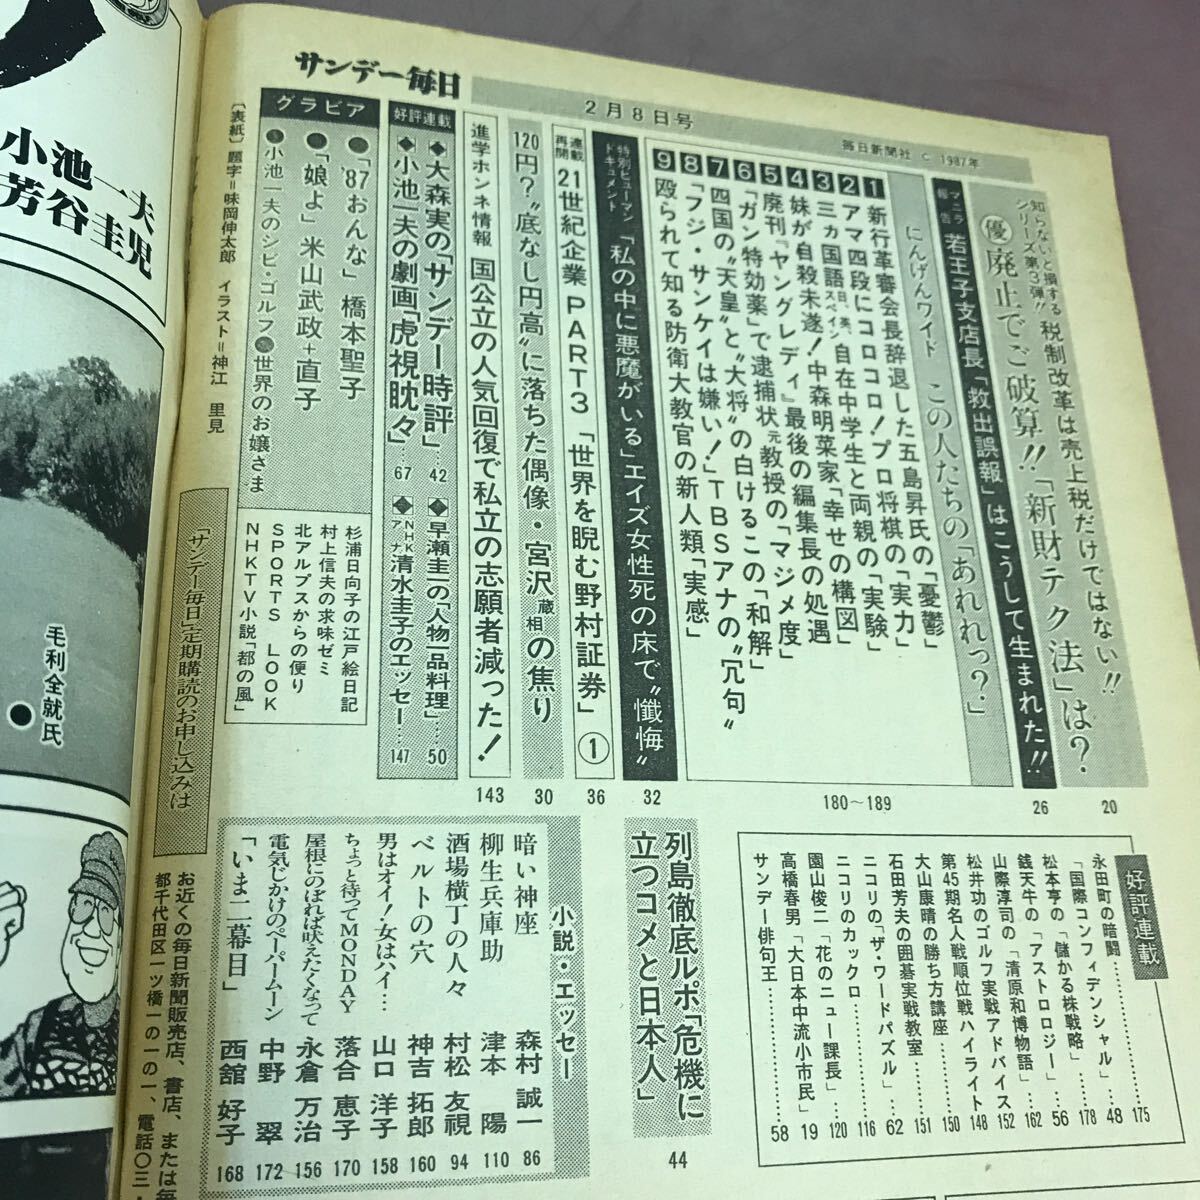 サンデー毎日
2月8日号
毎日新聞社 C 1987年
知らないと損する
シリーズ第3弾!!
税制改革は売上税だけではない!!
優 廃止でご破算!!「新財テク法」は?
20
マニラ報告
若王子支店長「救出誤報」はこうして生まれた!!
26
にんげんワイド この人たちの「あれれっ?」
1 新行革審会長辞退した五島昇氏の「憂鬱」
2 アマ四段にコロコロ!プロ将棋の「実力」
3 三ヵ国語 日、英、スペイン 自在中学生と両親の「実験」
4 妹が自殺未遂!中森明菜家「幸せの構図」
5 廃刊『ヤングレディ』最後の編集長の処遇
6 「ガン特効薬」で逮捕状 元教授の「マジメ度」
7 四国の“天皇”と“大将”の白けるこの「和解」
8 「フジ・サンケイは嫌い!」TBSアナの“冗句”
9 殴られて知る防衛大教官の新人類「実感」
180〜189
特別ヒューマンドキュメント
「私の中に悪魔がいる」エイズ女性死の床で“懺悔”
32
連載再開
21世紀企業 PART3 「世界を睨む野村証券」①
36
120円?“底なし円高”に落ちた偶像・宮沢蔵相の焦り
30
進学ホンネ情報 国公立の人気回復で私立の志願者減った!
143
好評連載
◆大森実の「サンデー時評」…42
◆早瀬圭一の「人物一品料理」…50
◆小池一夫の劇画「虎視眈々」…67
◆NHKアナ 清水圭子のエッセー…147
グラビア
●「'87おんな」橋本聖子
●「娘よ」米山武政+直子
●小池一夫のシビ・ゴルフ
●世界のお嬢さま
杉浦日向子の江戸絵日記
村上信夫の求味ゼミ
北アルプスからの便り
SPORTS LOOK
NHKTV小説「都の風」
〔表紙〕題字=味岡伸太郎 イラスト=神江 里見
好評連載
永田町の暗闘……175
「国際コンフィデンシャル」…48
松本亨の「儲かる株戦略」…178
銭天牛の「アストロロジー」…56
山際淳司の「清原和博物語」…162
松井功のゴルフ実戦アドバイス…152
第45期名人戦順位戦ハイライト…148
大山康晴の勝ち方講座……150
石田芳夫の囲碁実戦教室…151
ニコリの「ザ・ワードパズル」…62
ニコリのカックロ……116
園山俊二「花のニュー課長」…120
高橋春男「大日本中流小市民」…19
サンデー俳句王……58
列島徹底ルポ「危機に
立つコメと日本人」
44
小説・エッセー
暗い神座 森村 誠一 86
柳生兵庫助 津本 陽 110
酒場横丁の人々 村松 友視 94
ベルトの穴 神吉 拓郎 160
男はオイ!女はハイ… 山口 洋子 158
ちょっと待ってMONDAY 落合 恵子 170
屋根にのぼれば吠えたくなって 永倉 万治 156
電気じかけのペーパームーン 中野 翠 172
「いま二幕目」 西舘 好子 168
「サンデー毎日」定期購読のお申し込みは
お近くの毎日新聞販売店、書店、または毎
都千代田区一ツ橋一の一の一、電話〇三・
小池一夫
芳谷圭児
毛利全就氏